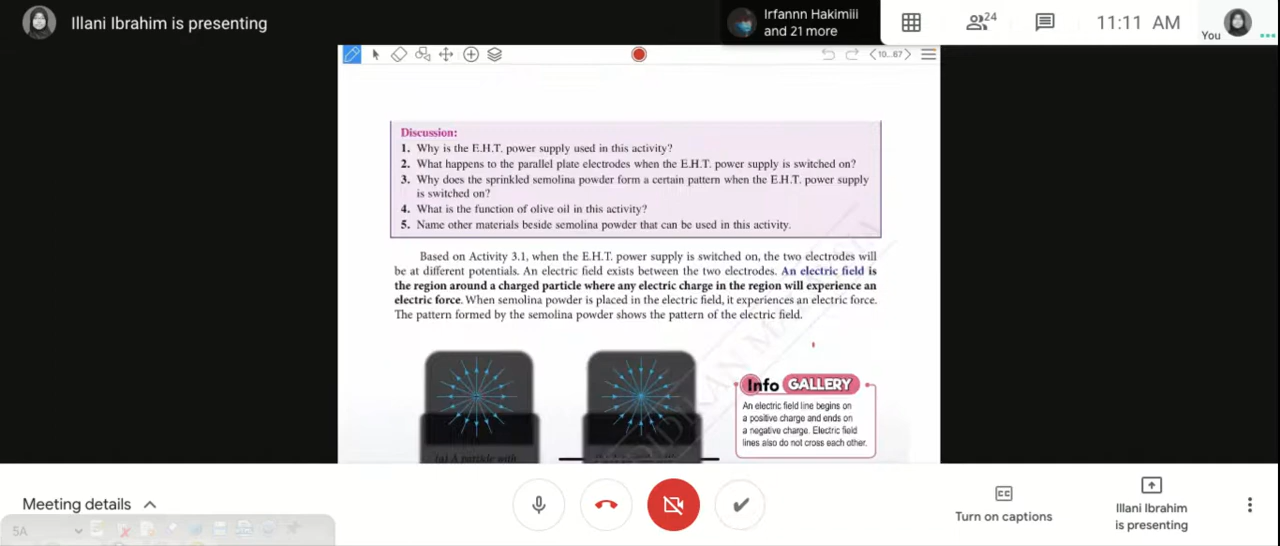 Illani Ibrahim is presenting
Irfannn Hakimiii
and 21 more
24
11:11 AM
You
<10...67>
Discussion:
1. Why is the E.H.T. power supply used in this activity?
2. What happens to the parallel plate electrodes when the E.H.T. power supply is switched on?
3. Why does the sprinkled semolina powder form a certain pattern when the E.H.T. power supply
is switched on?
4. What is the function of olive oil in this activity?
5. Name other materials beside semolina powder that can be used in this activity.
Based on Activity 3.1, when the E.H.T. power supply is switched on, the two electrodes will
be at different potentials. An electric field exists between the two electrodes. An electric field is
the region around a charged particle where any electric charge in the region will experience an
electric force. When semolina powder is placed in the electric field, it experiences an electric force.
The pattern formed by the semolina powder shows the pattern of the electric field.
Info GALLERY
An electric field line begins on
a positive charge and ends on
a negative charge. Electric field
lines also do not cross each other.
(a) A particle with
Meeting details
CC
Turn on captions
Illani Ibrahim
is presenting
5A